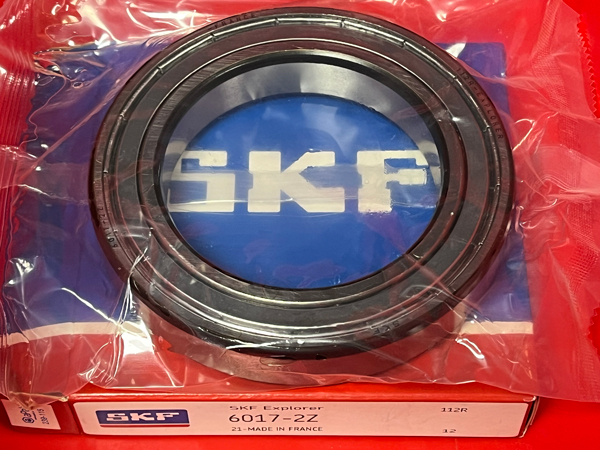 SKF
SKF
SKF Explorer
6017-2Z
21-MADE IN FRANCE
112R
12